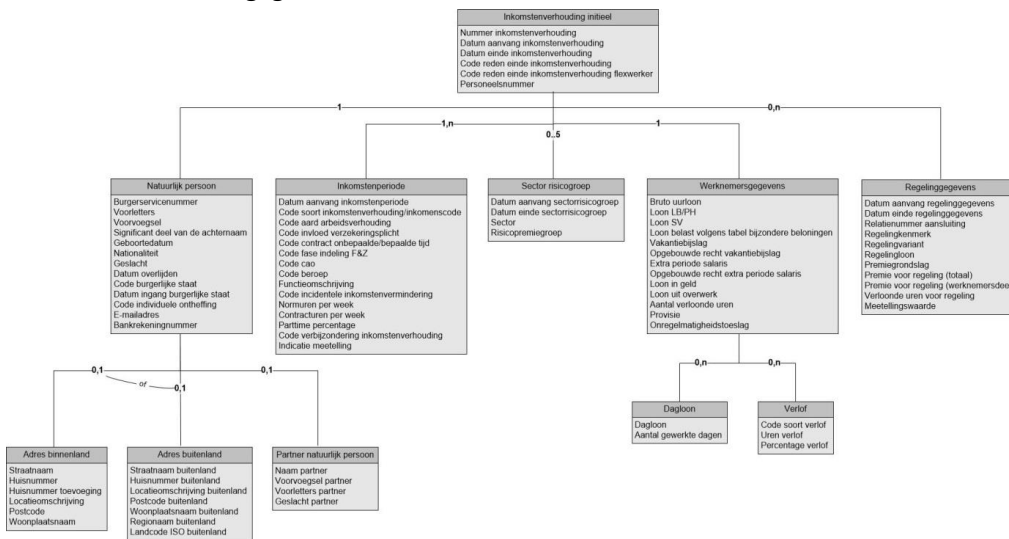 Inkomstenverhouding initieel
Nummer inkomstenverhouding
Datum aanvang inkomstenverhouding
Datum einde inkomstenverhouding
Code reden einde inkomstenverhouding
Code reden einde inkomstenverhouding flexwerker
Personeelsnummer
1
1,n
0..5
1
0,n
Natuurlijk persoon
Burgerservicenummer
Voorletters
Voorvoegsel
Significant deel van de achternaam
Geboortedatum
Nationaliteit
Geslacht
Datum overlijden
Code burgerlijke staat
Datum ingang burgerlijke staat
Code individuele ontheffing
E-mailadres
Bankrekeningnummer
Inkomstenperiode
Datum aanvang inkomstenperiode
Code soort inkomstenverhouding/inkomenscode
Code aard arbeidsverhouding
Code invloed verzekeringsplicht
Code contract onbepaalde/bepaalde tijd
Code fase indeling F&Z
Code cao
Code beroep
Functieomschrijving
Code incidentele inkomstenvermindering
Normuren per week
Contracturen per week
Parttime percentage
Code verbijzondering inkomstenverhouding
Indicatie meetelling
Sector risicogroep
Datum aanvang sectorrisicogroep
Datum einde sectorrisicogroep
Sector
Risicopremiegroep
Werknemersgegevens
Bruto uurloon
Loon LB/PH
Loon SV
Loon belast volgens tabel bijzondere beloningen
Vakantiebijslag
Opgebouwde recht vakantiebijslag
Extra periode salaris
Opgebouwde recht extra periode salaris
Loon in geld
Loon uit overwerk
Aantal verloonde uren
Provisie
Onregelmatigheidstoeslag
Regelinggegevens
Datum aanvang regelinggegevens
Datum einde regelinggegevens
Relatienummer aansluiting
Regelingkenmerk
Regelingvariant
Regelingloon
Premiegrondslag
Premie voor regeling (totaal)
Premie voor regeling (werknemersdee
Verloonde uren voor regeling
Meetellingswaarde
0,1
of
0,1
0,1
0,n
0,n
Adres binnenland
Straatnaam
Huisnummer
Huisnummer toevoeging
Locatieomschrijving
Postcode
Woonplaatsnaam
Adres buitenland
Straatnaam buitenland
Huisnummer buitenland
Locatieomschrijving buitenland
Postcode buitenland
Woonplaatsnaam buitenland
Regionaam buitenland
Landcode ISO buitenland
Partner natuurlijk persoon
Naam partner
Voorvoegsel partner
Voorletters partner
Geslacht partner
Dagloon
Dagloon
Aantal gewerkte dagen
Verlof
Code soort verlof
Uren verlof
Percentage verlof